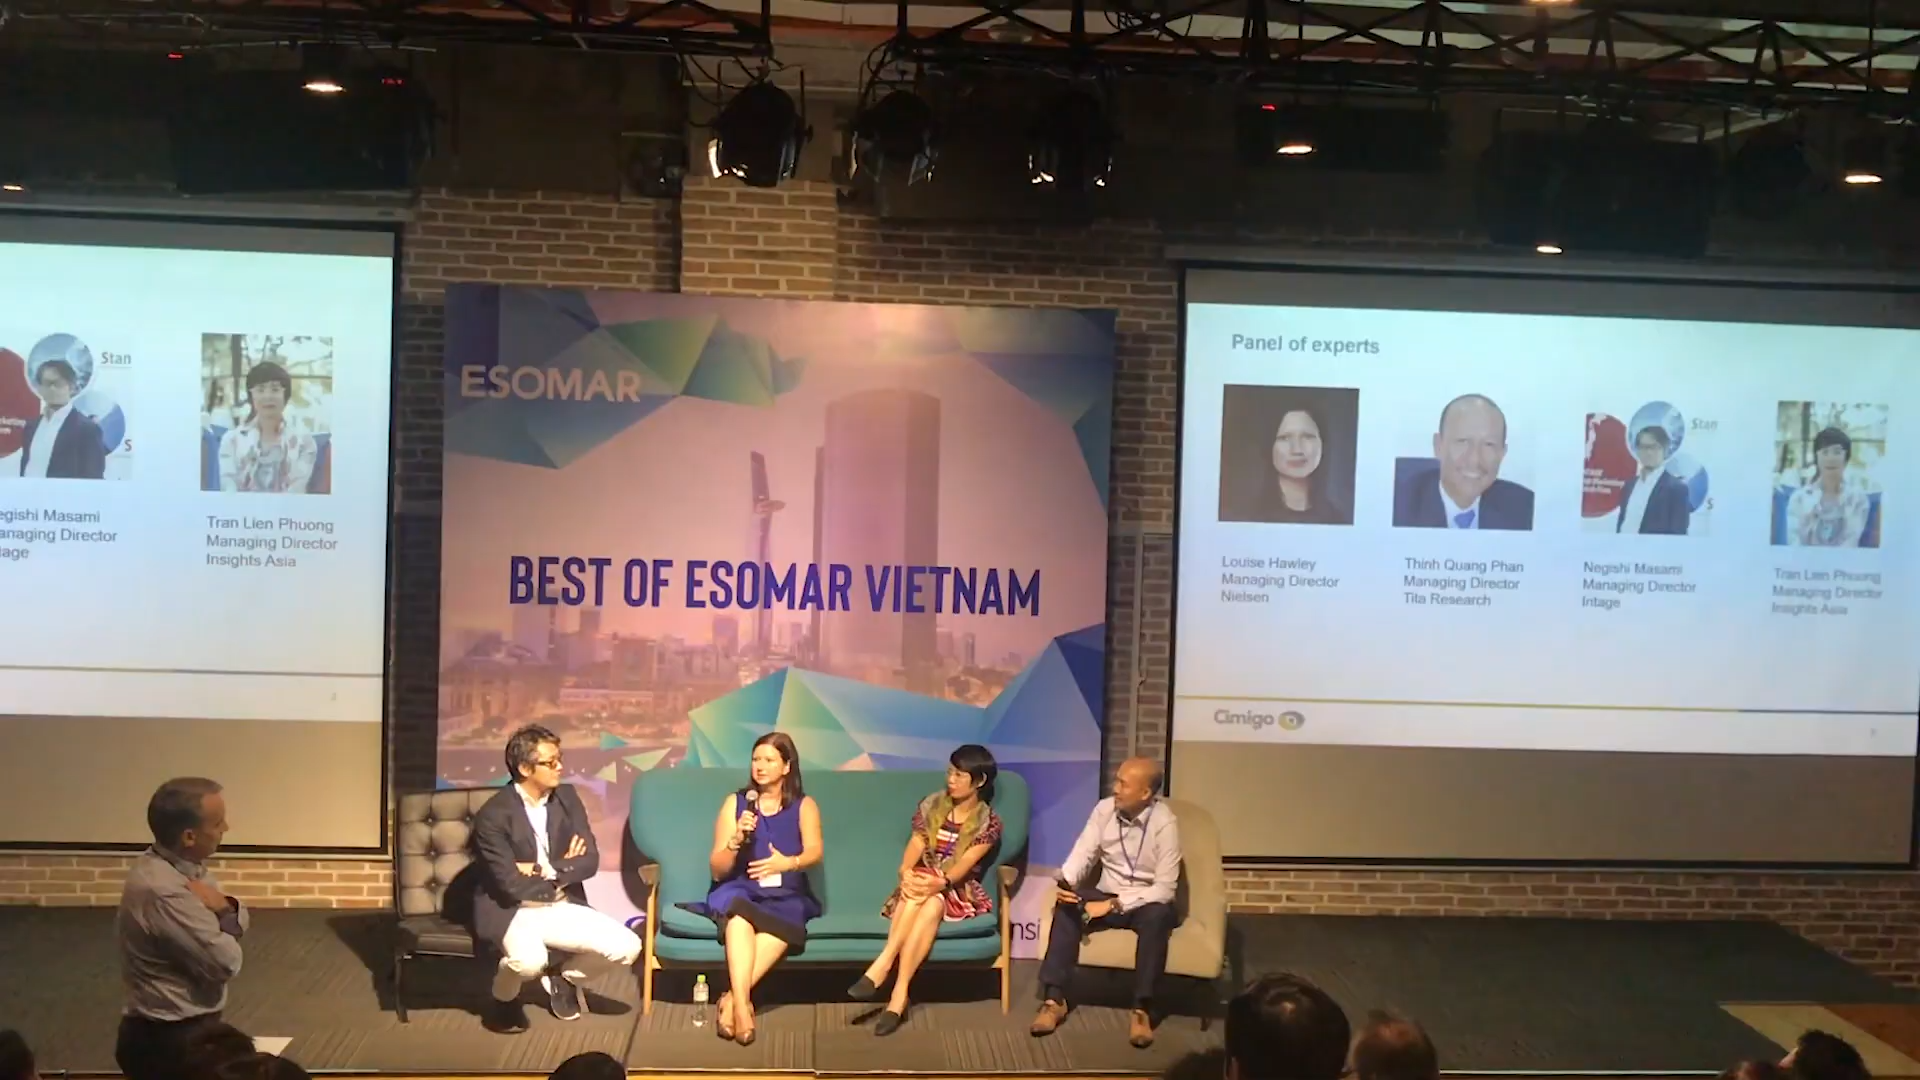 Stan
egishi Masami
anaging Director
tage
Tran Lien Phuong
Managing Director
Insights Asia
ESOMAR
BEST OF ESOMAR VIETNAM
nsi
Panel of experts
Stan
Louise Hawley
Managing Director
Nielsen
Thinh Quang Phan
Managing Director
Tita Research
Negishi Masami
Managing Director
Intage
Tran Lien Phuong
Managing Director
Insights Asia
Cimigo